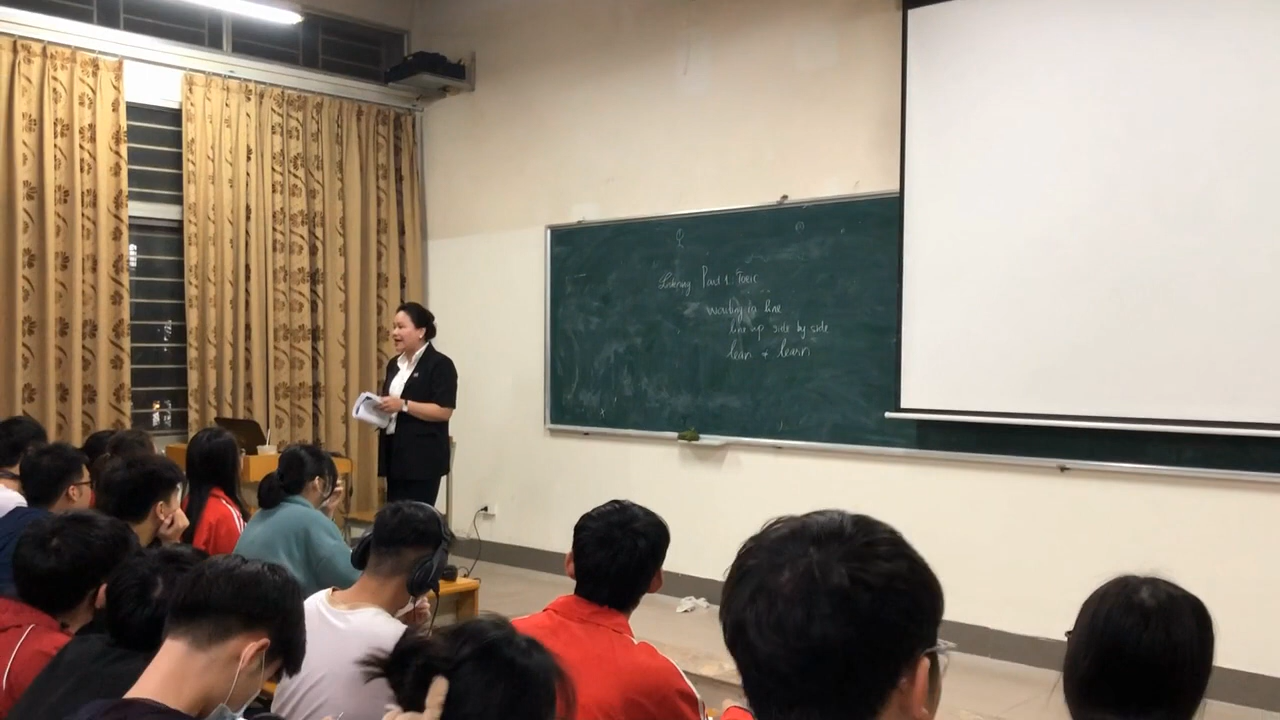 Listening Part 1 Toeic
waiting in line
line up side by side
lean ≠ learn